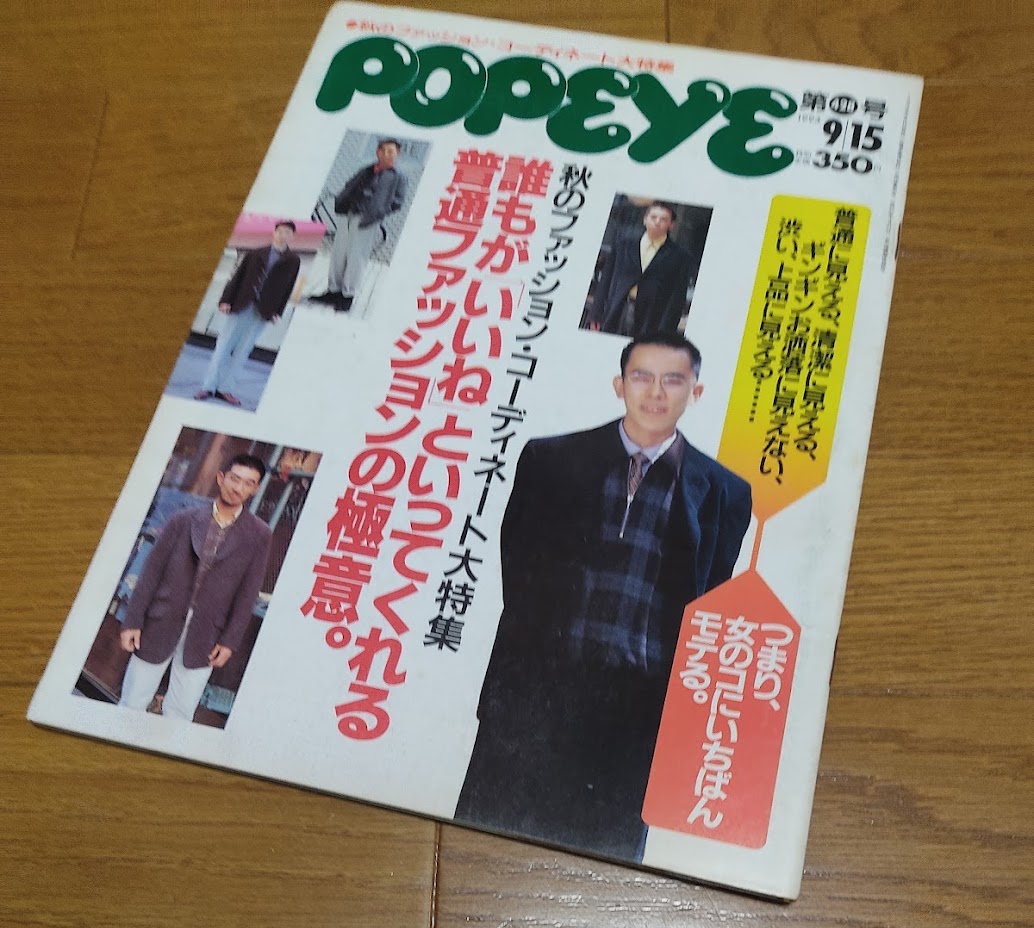 秋のファッション・コーディネート大特集
POPEYE
第
号
1994
9/15
350円
秋のファッション・コーディネート大特集
誰もが「いいね」といってくれる
普通ファッションの極意。
普通に見える、清潔に見える、
ギンギンお洒落に見えない、
渋い、上品に見える……
つまり、
女のコにいちばん
モテる。